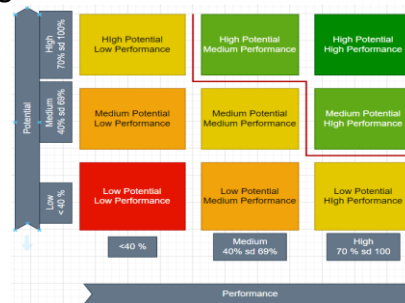 Potential
High
70% sd 100%
HIgh Potential
Low Performance
High Potential
Medium Performance
High Potential
High Performance
Medium
40% sd 69%
Medium Potential
Low Performance
Medium Potential
Medium Performance
Medium Potential
High Performance
Low
< 40 %
Low Potential
Low Performance
Low Potential
Medium Performance
Low Potential
HIgh Performance
<40 %
Medium
40% sd 69%
High
70 % sd 100
Performance